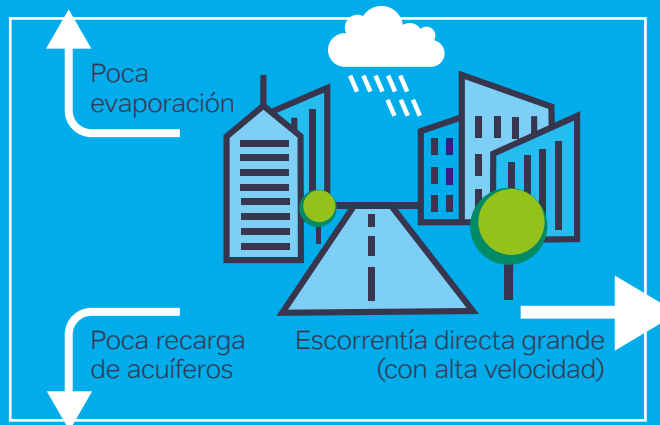 Poca
evaporación
Poca recarga
de acuíferos
Escorrentía directa grande
(con alta velocidad)